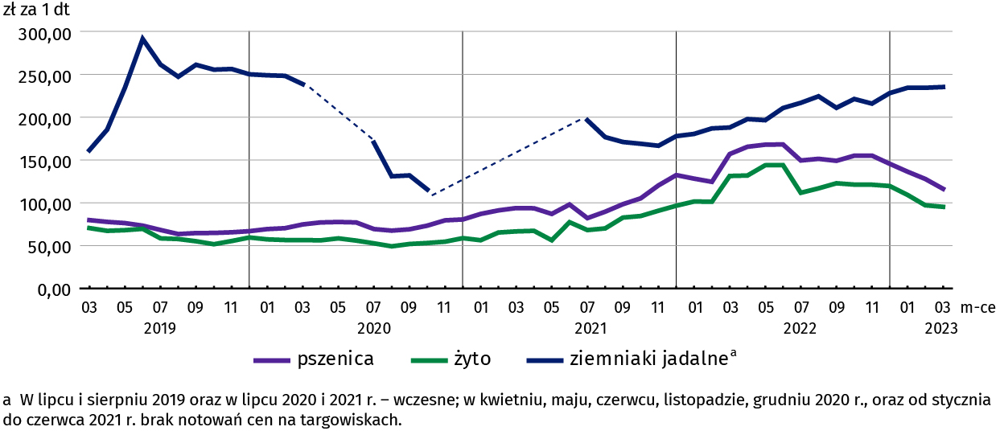 zł za 1 dt
300,00
250,00
200,00
150,00
100,00
50,00
0,00
03 05 07 09 11 01 03 05 07 09 11 01 03 05 07 09 11 01 03 05 07 09 11 01 03 m-ce
2019 2020 2021 2022 2023
pszenica żyto ziemniaki jadalneª
a W lipcu i sierpniu 2019 oraz w lipcu 2020 i 2021 r. – wczesne; w kwietniu, maju, czerwcu, listopadzie, grudniu 2020 r., oraz od stycznia
do czerwca 2021 r. brak notowań cen na targowiskach.